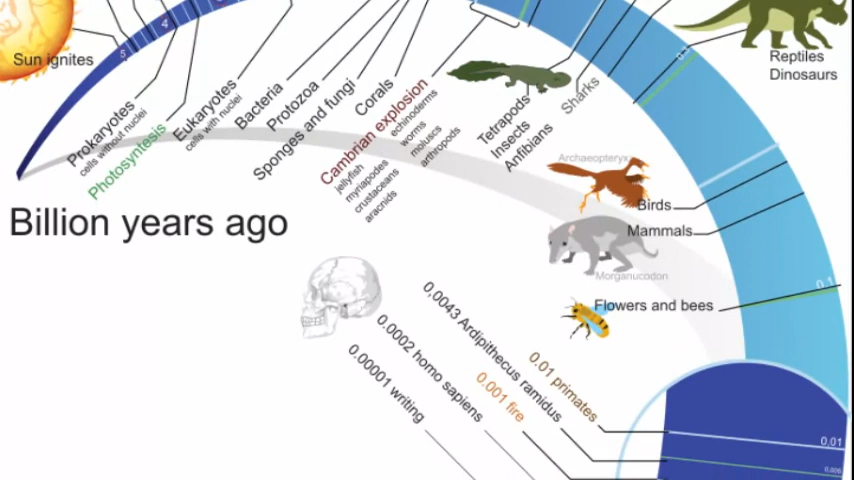 Sun ignites
5
4
Prokaryotes
cells without nuclei
Photosyntesis
Eukaryotes
cells with nuclei
Bacteria
Protozoa
Sponges and fungi
Corals
Cambrian explosion
echinoderms
worms
moluscs
arthropods
jellyfish
myriapodes
crustaceans
aracnids
Tetrapods
Insects
Anfibians
Sharks
Reptiles
Dinosaurs
Archaeopteryx
Birds
Mammals
Morganucodon
Flowers and bees
0,1
Billion years ago
0,0043 Ardipithecus ramidus
0.0002 homo sapiens
0.00001 writing
0.001 fire
0.01 primates
0,01